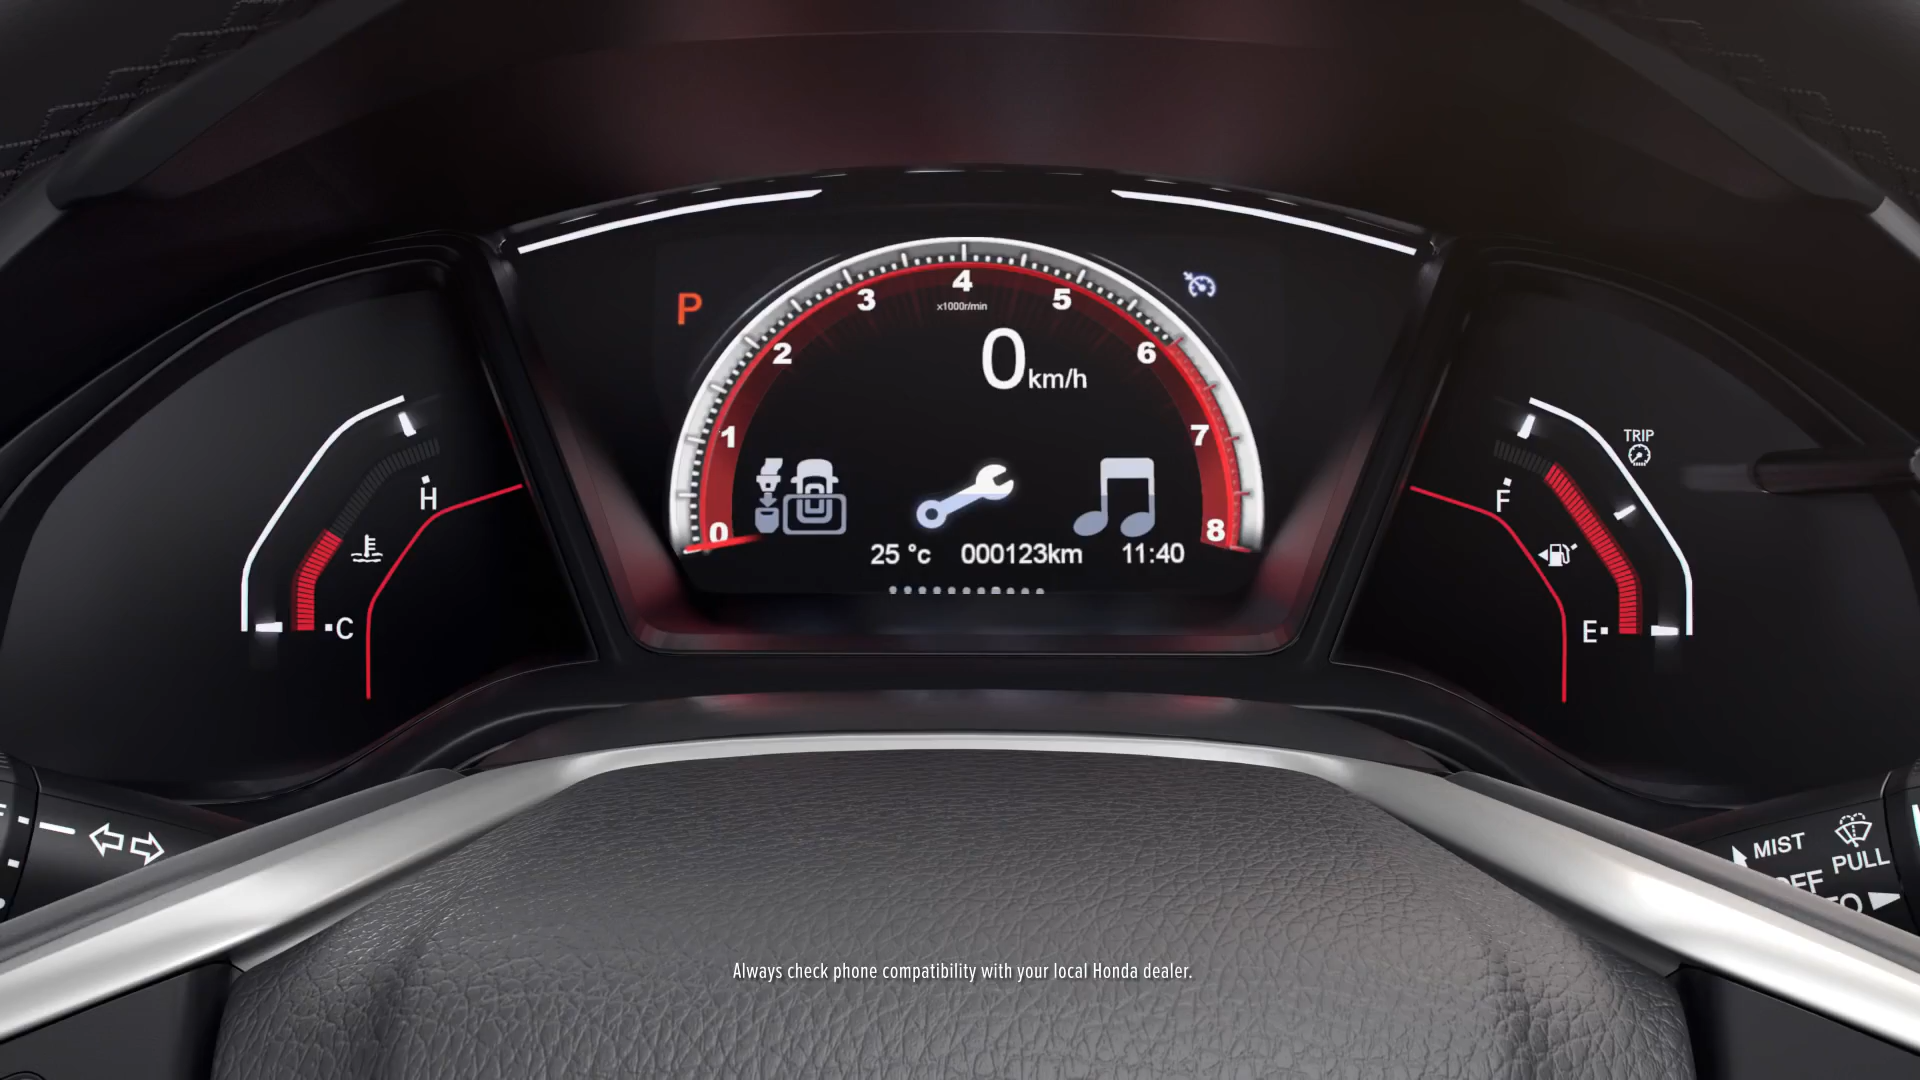 P
4
3
5
x1000r/min
2
0km/h
6
1
7
TRIP
H
F
0
8
25 °c 000123km 11:40
C
E
MIST
PULL
Always check phone compatibility with your local Honda dealer.